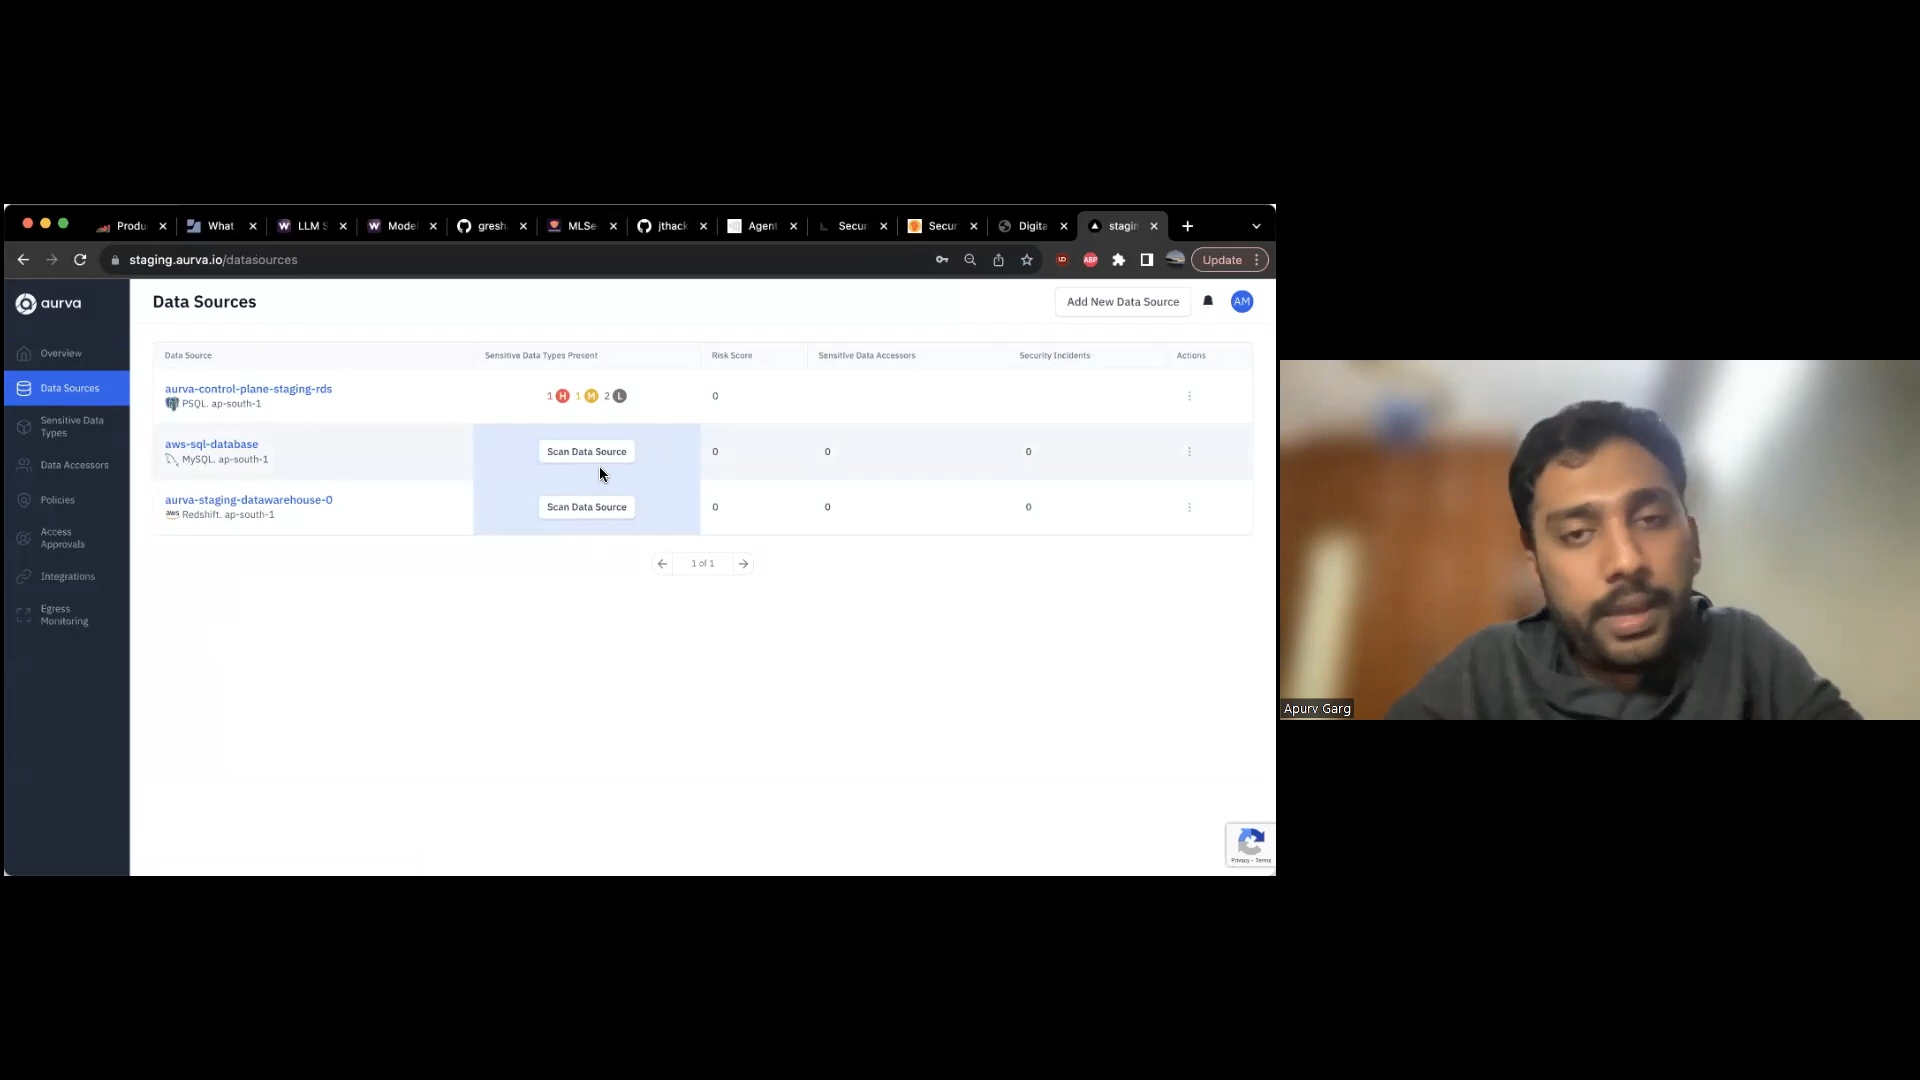 Produ
What
LLM S
Mode
gresh
MLSe
jthack
Agent
Secur
Secur
Digita
stagin
staging.aurva.io/datasources
UD
ABP
Update
aurva
Data Sources
Add New Data Source
AM
Overview
Data Sources
Sensitive Data
Types
Data Accessors
Policies
Access
Approvals
Integrations
Egress
Monitoring
Data Source
Sensitive Data Types Present
Risk Score
Sensitive Data Accessors
Security Incidents
Actions
aurva-control-plane-staging-rds
PSQL. ap-south-1
1 H 1 M 2 L
0
aws-sql-database
MySQL. ap-south-1
Scan Data Source
0
0
0
aurva-staging-datawarehouse-0
aws Redshift. ap-south-1
Scan Data Source
0
0
0
1 of 1
Privacy - Terms
Apurv Garg